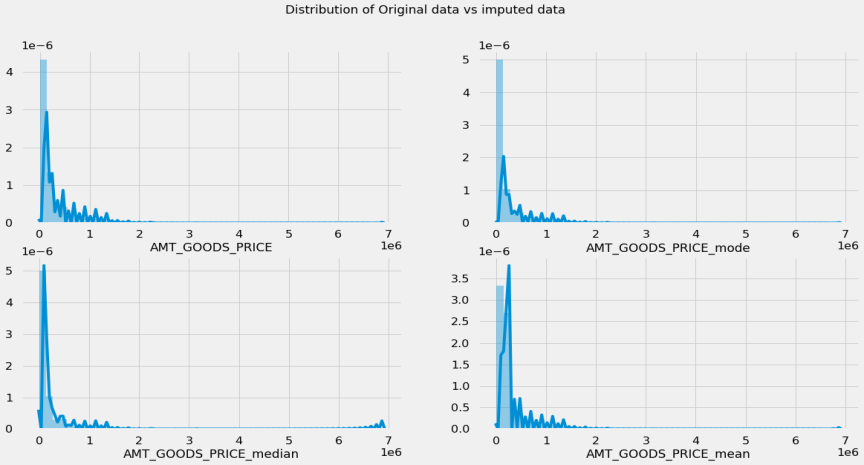 Distribution of Original data vs imputed data
1e−6
4
3
2
1
0
0 1 2 3 4 5 6 7
AMT_GOODS_PRICE
1e6
1e−6
5
4
3
2
1
0
0 1 2 3 4 5 6 7
AMT_GOODS_PRICE_mode
1e6
1e−6
5
4
3
2
1
0
0 1 2 3 4 5 6 7
AMT_GOODS_PRICE_median
1e6
1e−6
3.5
3.0
2.5
2.0
1.5
1.0
0.5
0.0
0 1 2 3 4 5 6 7
AMT_GOODS_PRICE_mean
1e6